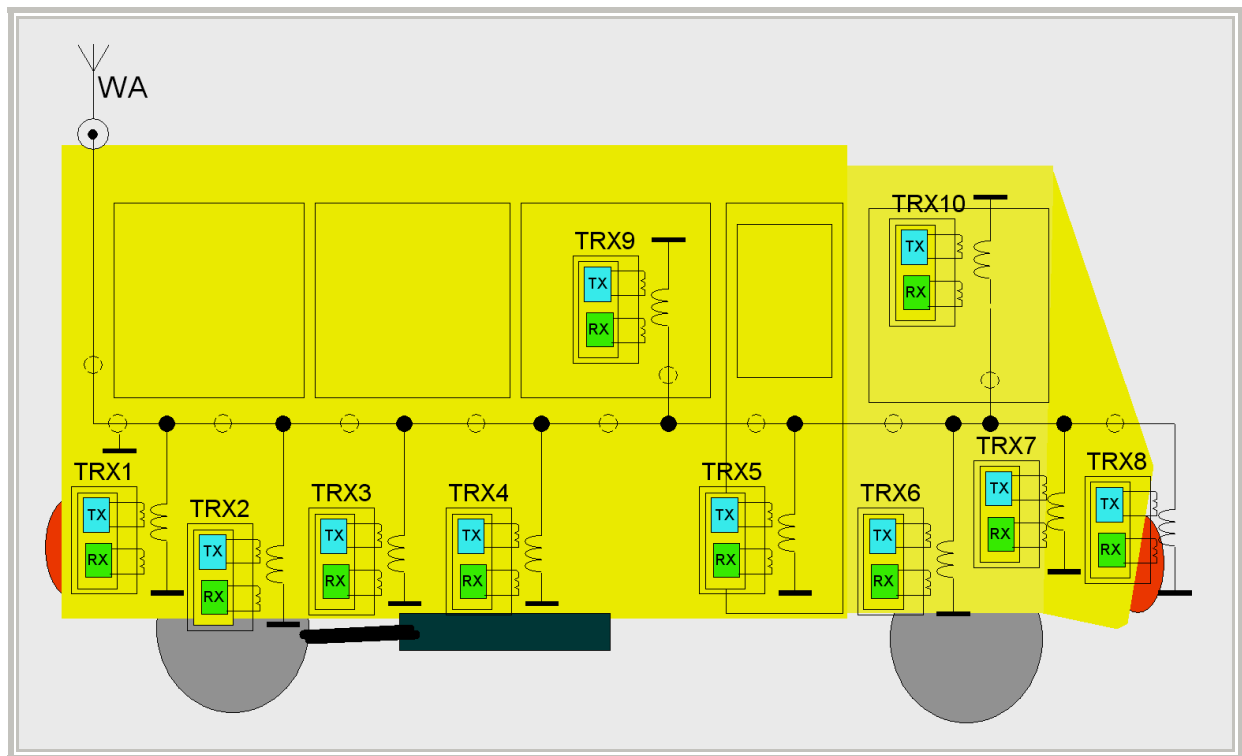 WA
TRX10
TX
RX
TRX9
TX
RX
TRX1
TX
RX
TRX2
TX
RX
TRX3
TX
RX
TRX4
TX
RX
TRX5
TX
RX
TRX6
TX
RX
TRX7
TX
RX
TRX8
TX
RX